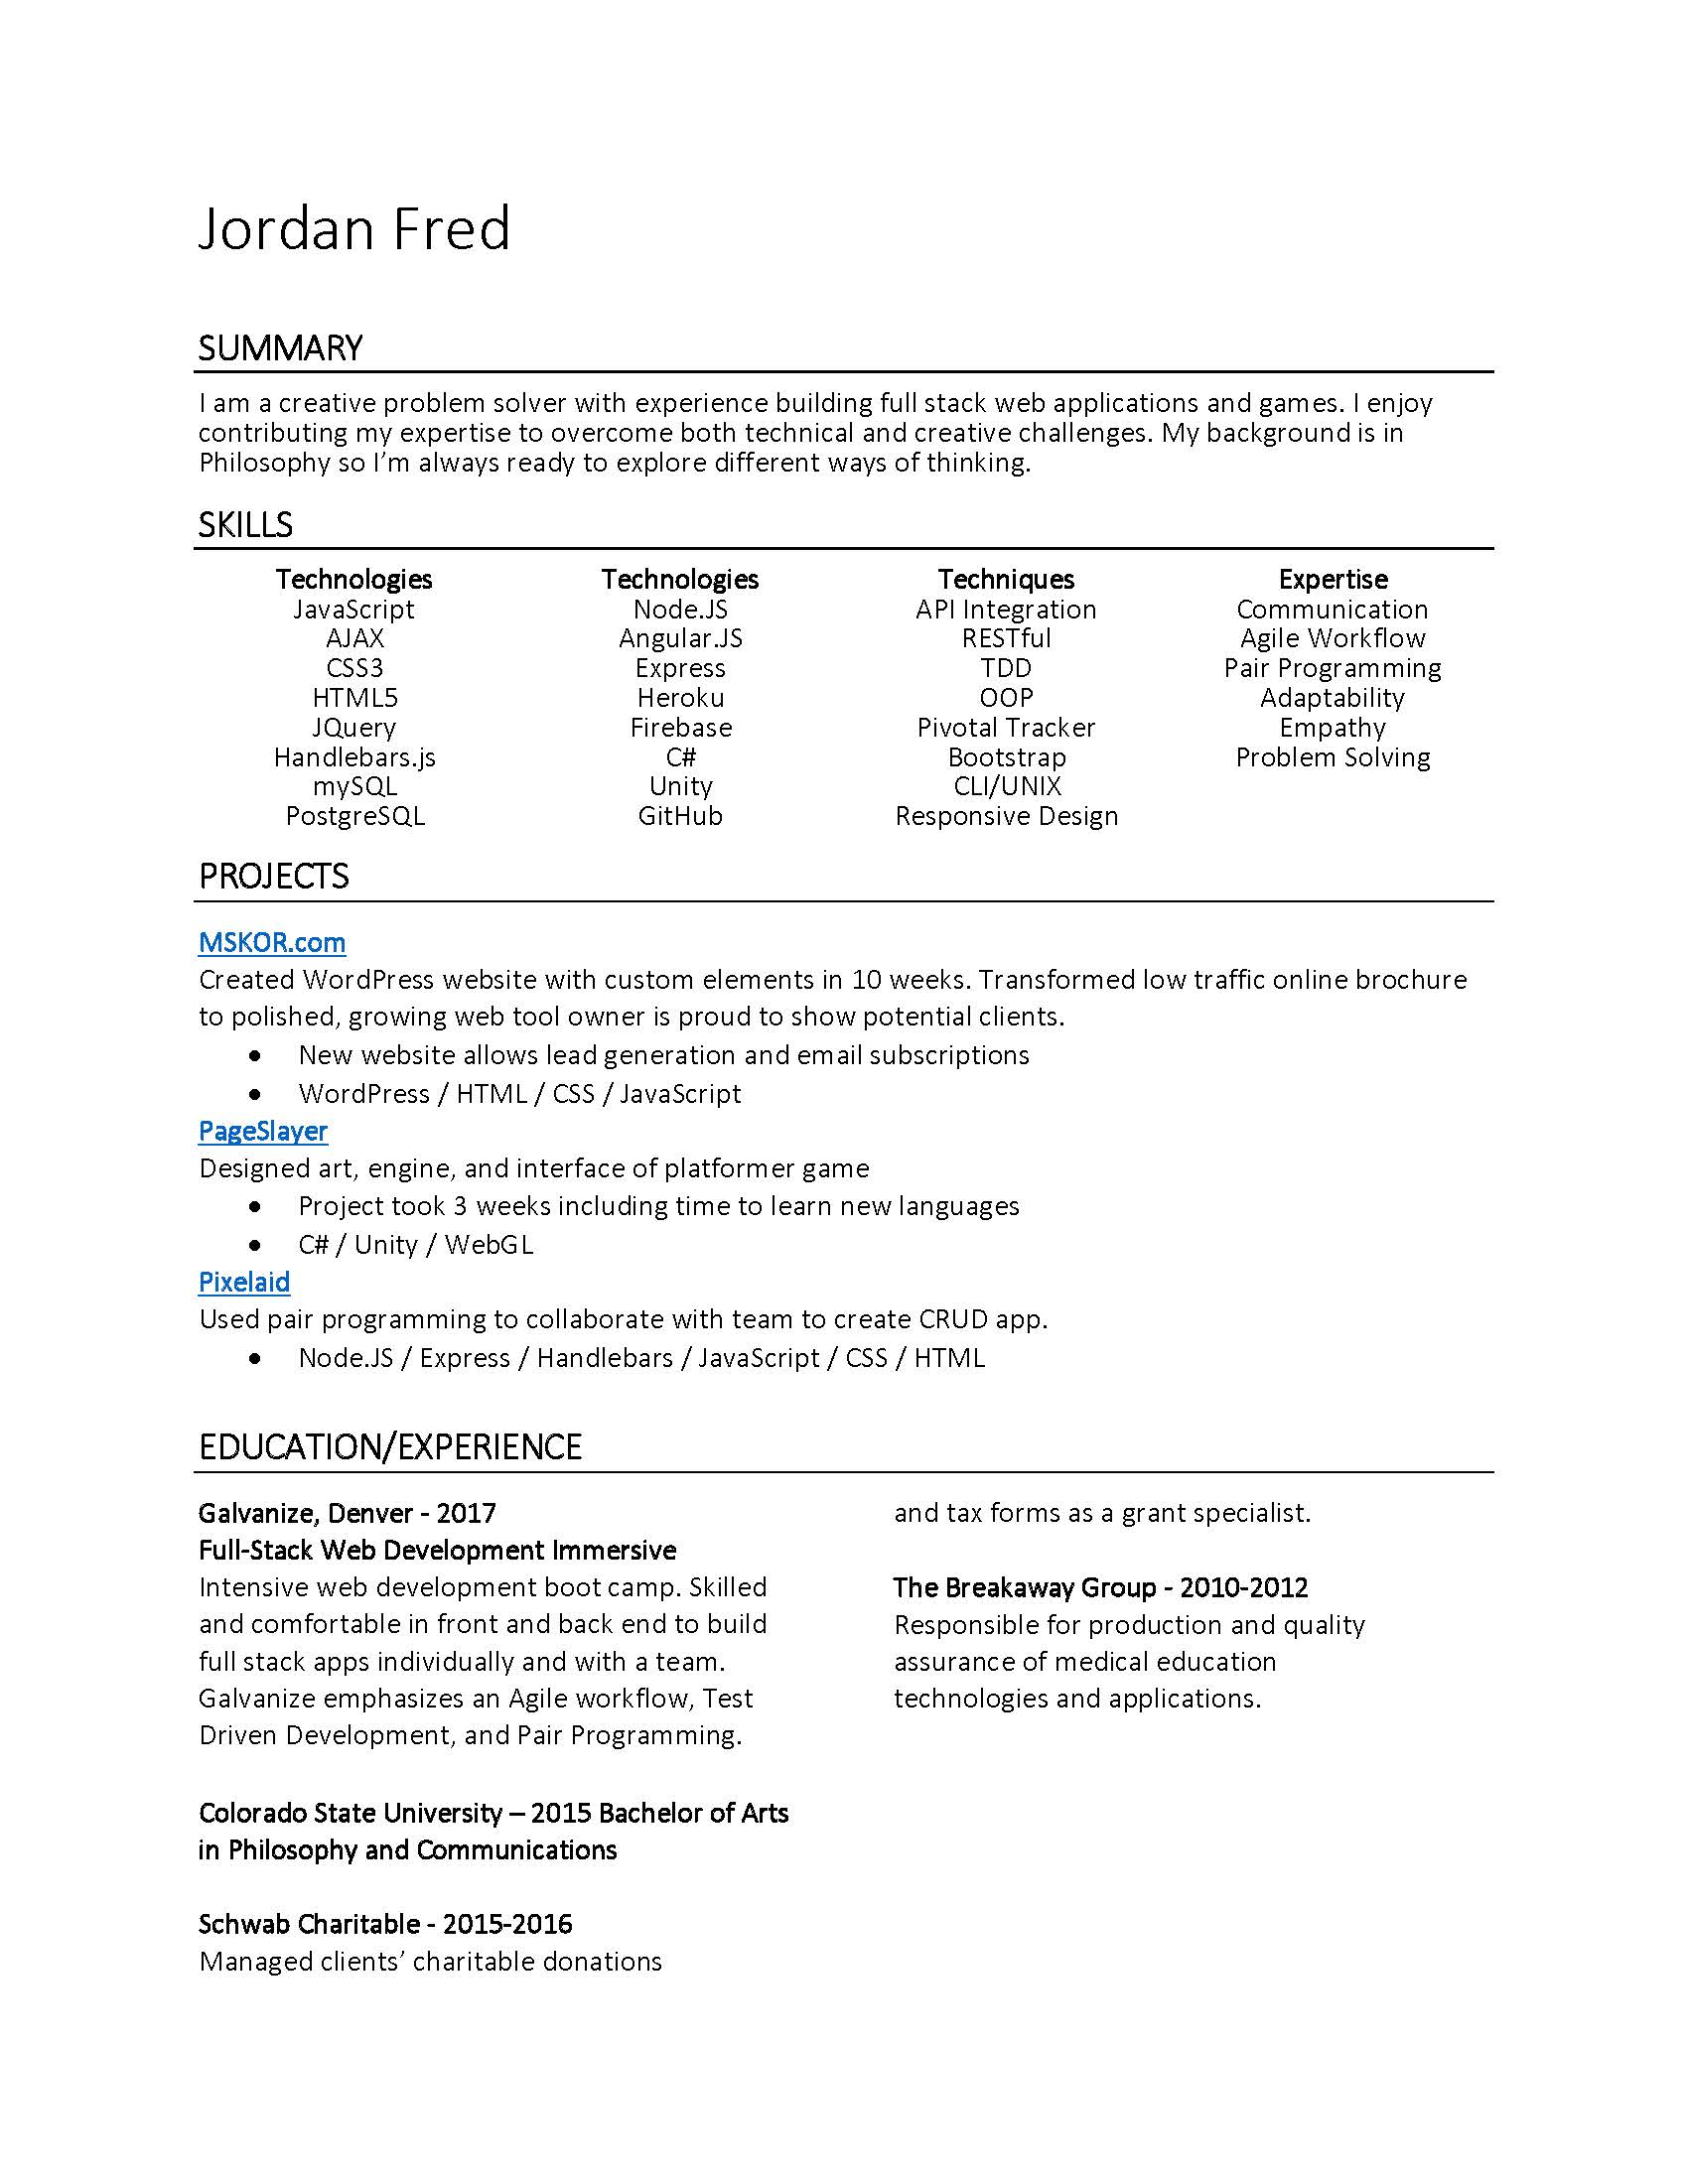 Jordan Fred
SUMMARY
I am a creative problem solver with experience building full stack web applications and games. I enjoy
contributing my expertise to overcome both technical and creative challenges. My background is in
Philosophy so I’m always ready to explore different ways of thinking.
SKILLS
Technologies
JavaScript
AJAX
CSS3
HTML5
JQuery
Handlebars.js
mySQL
PostgreSQL
Technologies
Node.JS
Angular.JS
Express
Heroku
Firebase
C#
Unity
GitHub
Techniques
API Integration
RESTful
TDD
OOP
Pivotal Tracker
Bootstrap
CLI/UNIX
Responsive Design
Expertise
Communication
Agile Workflow
Pair Programming
Adaptability
Empathy
Problem Solving
PROJECTS
MSKOR.com
Created WordPress website with custom elements in 10 weeks. Transformed low traffic online brochure
to polished, growing web tool owner is proud to show potential clients.
• New website allows lead generation and email subscriptions
• WordPress / HTML / CSS / JavaScript
PageSlayer
Designed art, engine, and interface of platformer game
• Project took 3 weeks including time to learn new languages
• C# / Unity / WebGL
Pixelaid
Used pair programming to collaborate with team to create CRUD app.
• Node.JS / Express / Handlebars / JavaScript / CSS / HTML
EDUCATION/EXPERIENCE
Galvanize, Denver - 2017
Full-Stack Web Development Immersive
Intensive web development boot camp. Skilled
and comfortable in front and back end to build
full stack apps individually and with a team.
Galvanize emphasizes an Agile workflow, Test
Driven Development, and Pair Programming.
Colorado State University – 2015 Bachelor of Arts
in Philosophy and Communications
Schwab Charitable - 2015-2016
Managed clients’ charitable donations
and tax forms as a grant specialist.
The Breakaway Group - 2010-2012
Responsible for production and quality
assurance of medical education
technologies and applications.